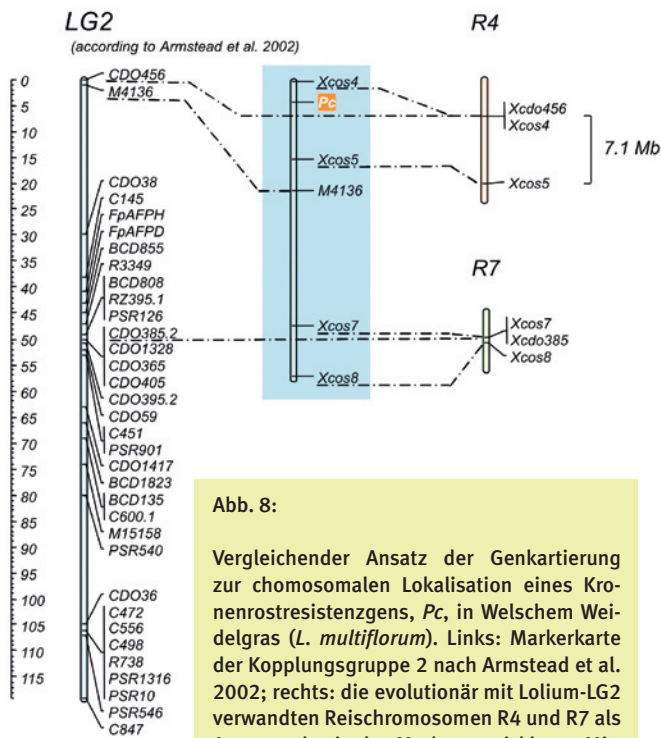 LG2
(according to Armstead et al. 2002)
R4
0
5
10
15
20
25
30
35
40
45
50
55
60
65
70
75
80
85
90
95
100
105
110
115
CDO456
M4136
CDO38
C145
FpAFPH
FpAFPD
BCD855
R3349
BCD808
RZ395.1
PSR126
CDO385.2
CDO1328
CDO365
CDO405
CDO395.2
CDO59
C451
PSR901
CDO1417
BCD1823
BCD135
C600.1
M15158
PSR540
CDO36
C472
C556
C498
R738
PSR1316
PSR10
PSR546
C847
Xcos4
Pc
Xcos5
M4136
Xcos7
Xcos8
Xcdo456
Xcos4
Xcos5
7.1 Mb
R7
Xcos7
Xcdo385
Xcos8
Abb. 8:
Vergleichender Ansatz der Genkartierung
zur chomosomalen Lokalisation eines Kro-
nenrostresistenzgens, Pc, in Welschem Wei-
delgras (L. multiflorum). Links: Markerkarte
der Kopplungsgruppe 2 nach Armstead et al.
2002; rechts: die evolutionär mit Lolium-LG2
verwandten Reischromosomen R4 und R7 als